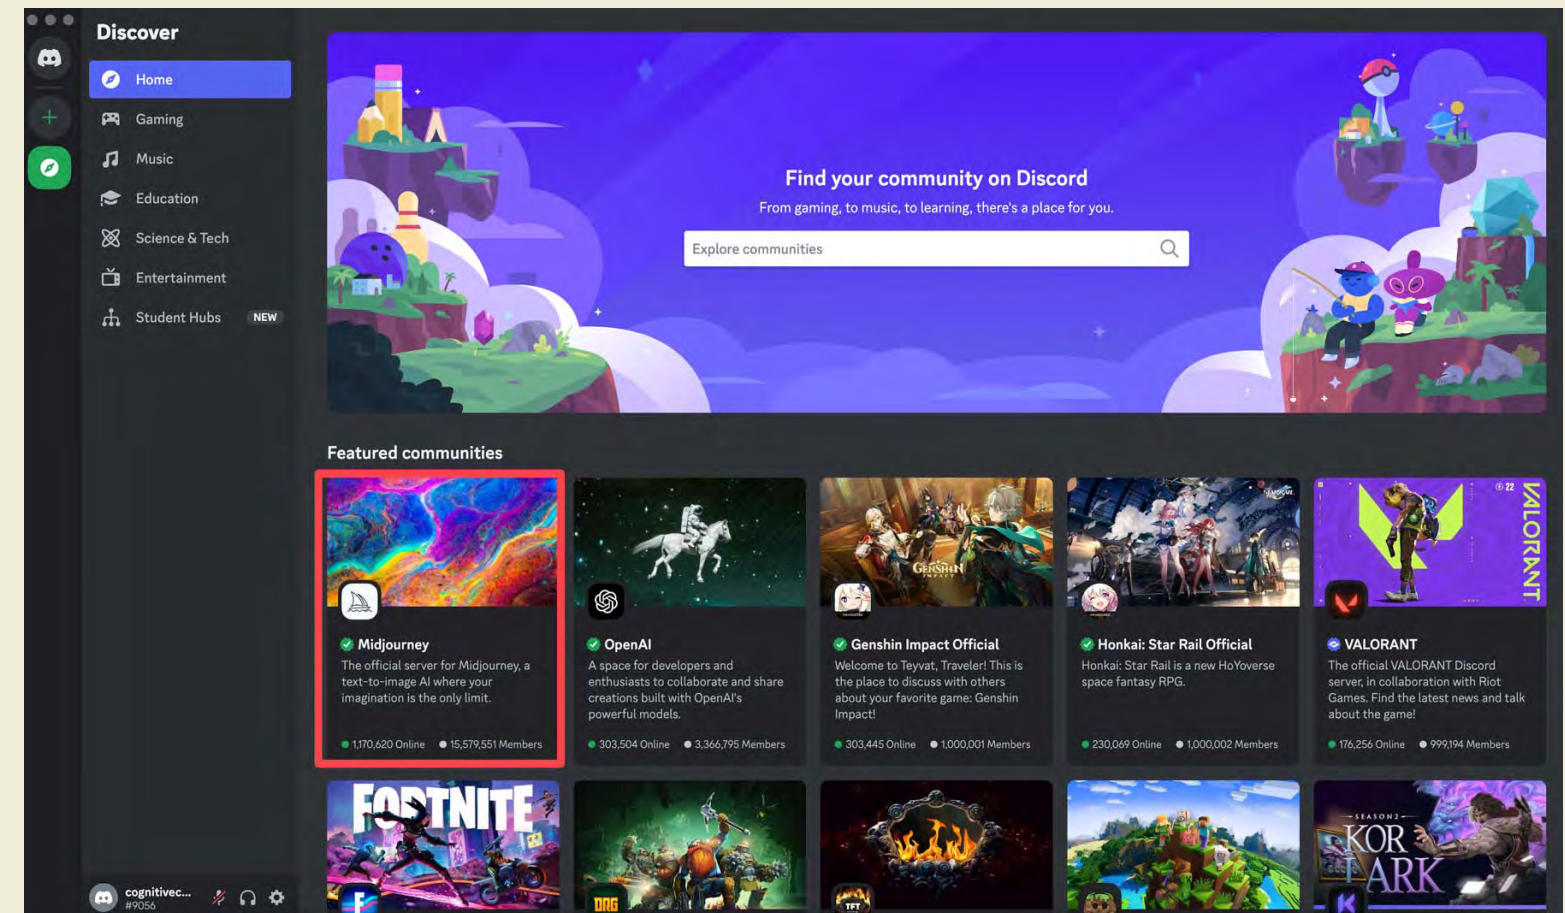 Discover
Home
Gaming
Music
Education
Science & Tech
Entertainment
Student Hubs NEW
Find your community on Discord
From gaming, to music, to learning, there's a place for you.
Explore communities
Featured communities
GENSHIN
IMPACT
22
VALORANT
Midjourney
The official server for Midjourney, a
text-to-image AI where your
imagination is the only limit.
1,170,620 Online 15,579,551 Members
OpenAI
A space for developers and
enthusiasts to collaborate and share
creations built with OpenAI's
powerful models.
303,504 Online 3,366,795 Members
Genshin Impact Official
Welcome to Teyvat, Traveler! This is
the place to discuss with others
about your favorite game: Genshin
Impact!
303,445 Online 1,000,001 Members
Honkai: Star Rail Official
Honkai: Star Rail is a new HoYoverse
space fantasy RPG.
230,069 Online 1,000,002 Members
VALORANT
The official VALORANT Discord
server, in collaboration with Riot
Games. Find the latest news and talk
about the game!
176,256 Online 999,194 Members
FORTNITE
F
DRG
TFT
SEASON 2
KOR
LARK
K
cognitivec...
#9056